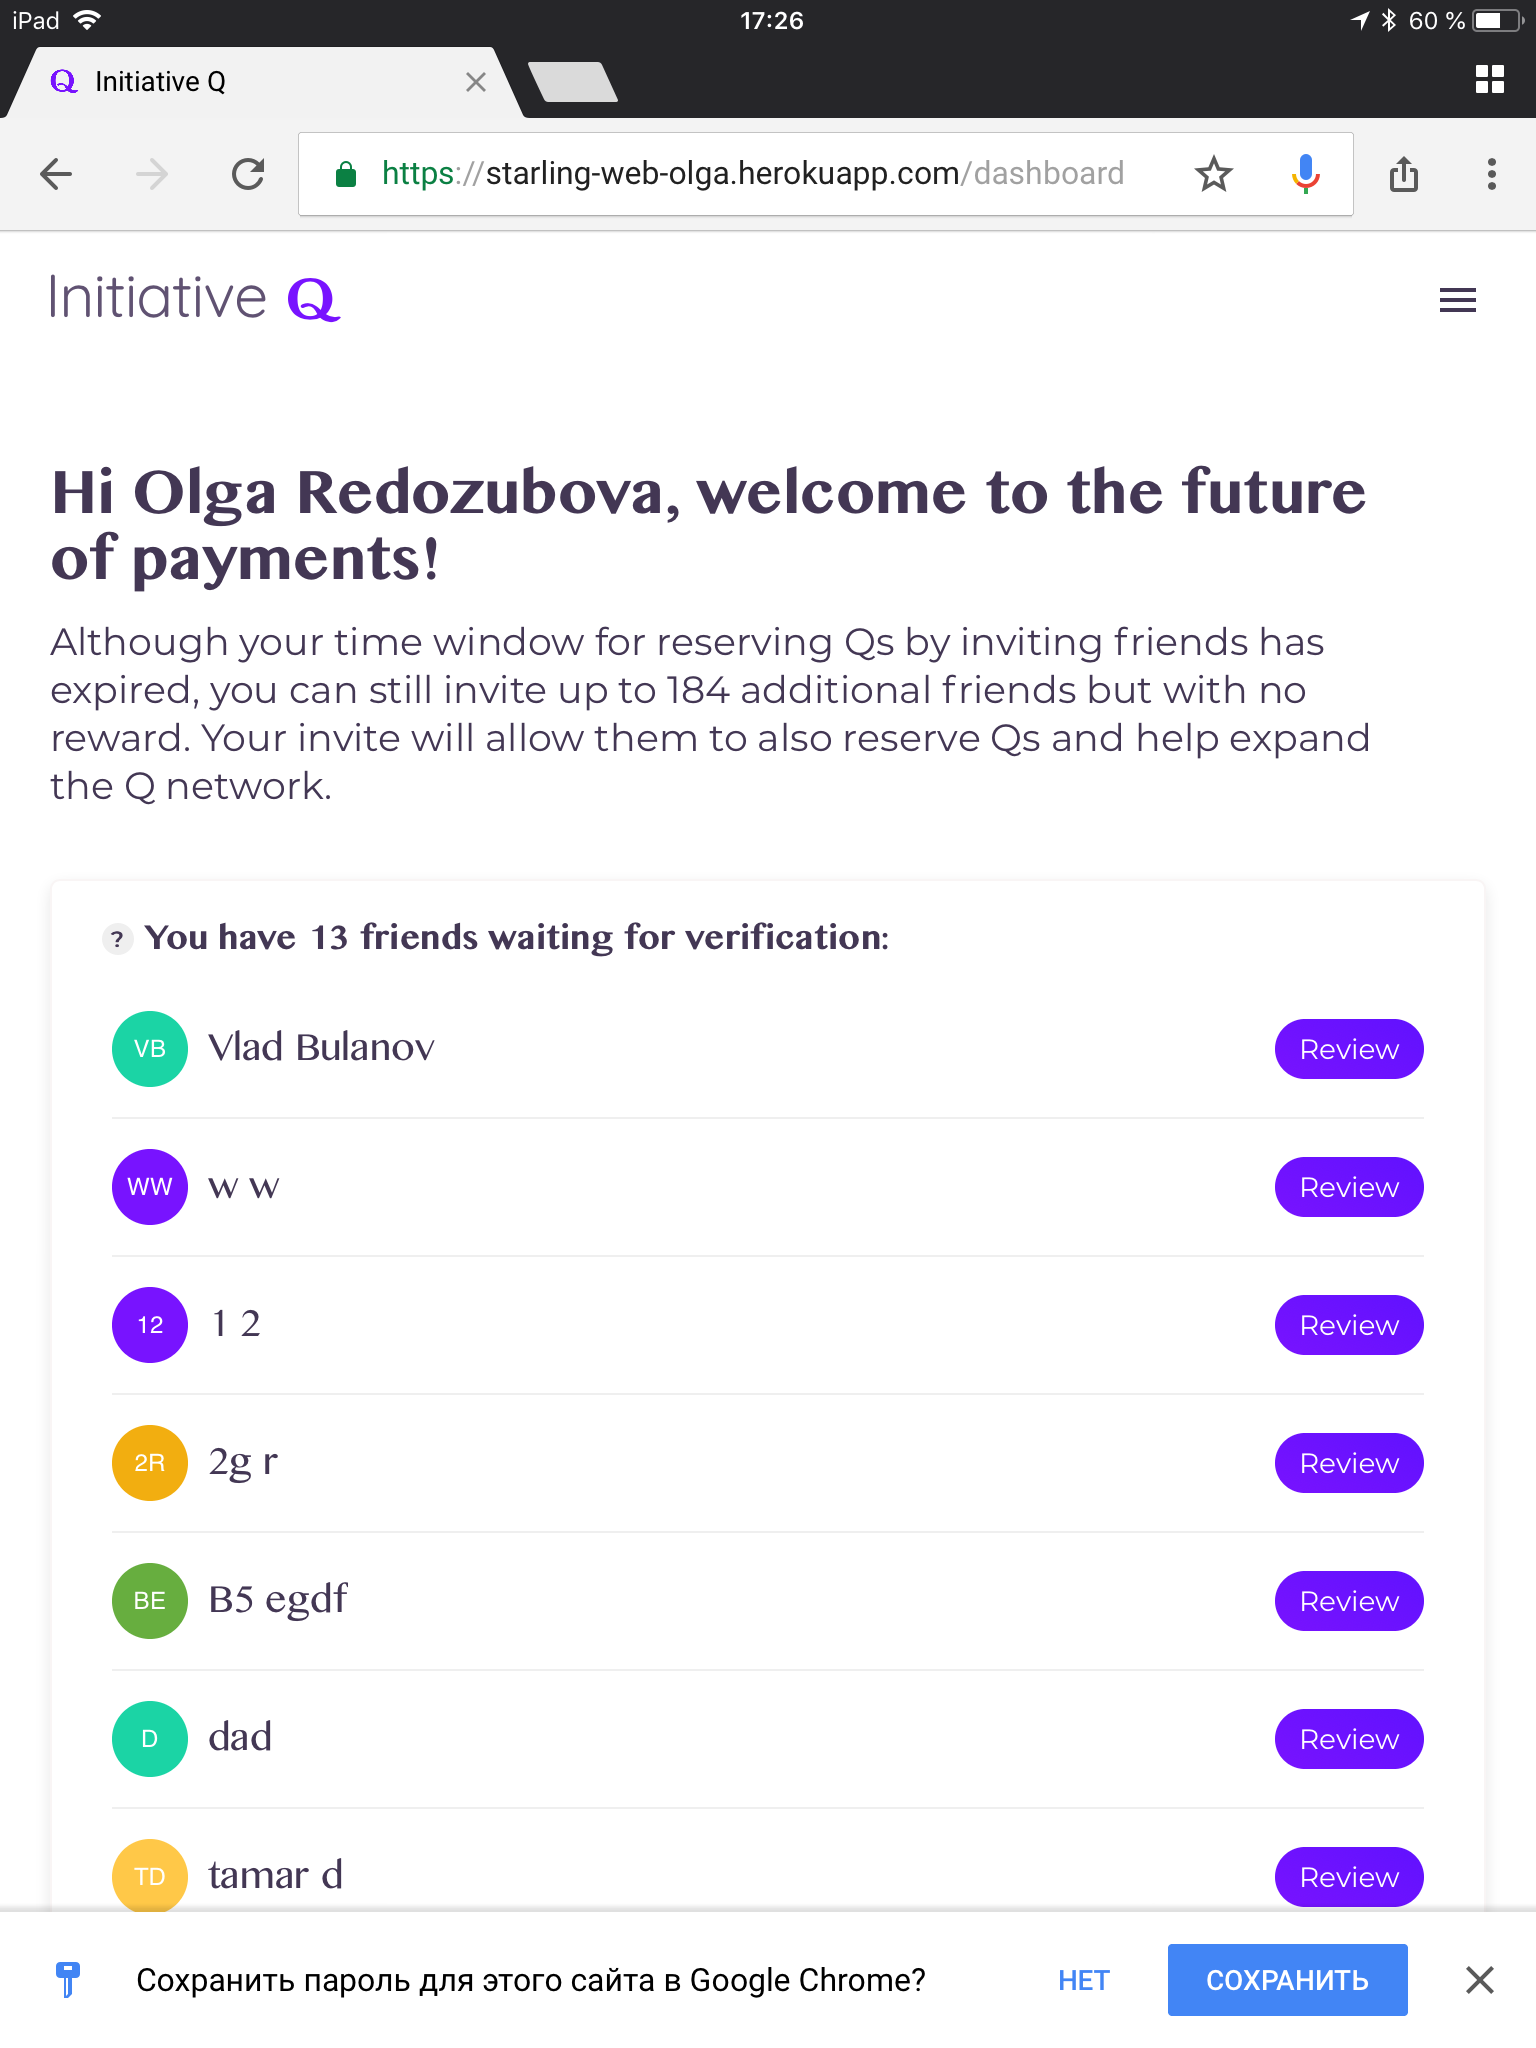 iPad 17:26 60 %
Initiative Q
https://starling-web-olga.herokuapp.com/dashboard
Initiative Q
Hi Olga Redozubova, welcome to the future
of payments!
Although your time window for reserving Qs by inviting friends has
expired, you can still invite up to 184 additional friends but with no
reward. Your invite will allow them to also reserve Qs and help expand
the Q network.
? You have 13 friends waiting for verification:
VB Vlad Bulanov Review
WW w w Review
12 1 2 Review
2R 2g r Review
BE B5 egdf Review
D dad Review
TD tamar d Review
Сохранить пароль для этого сайта в Google Chrome? НЕТ СОХРАНИТЬ